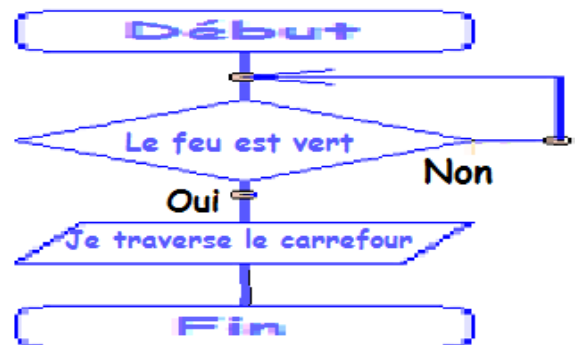 Début
Le feu est vert
Non
Oui
Je traverse le carrefour
Fin